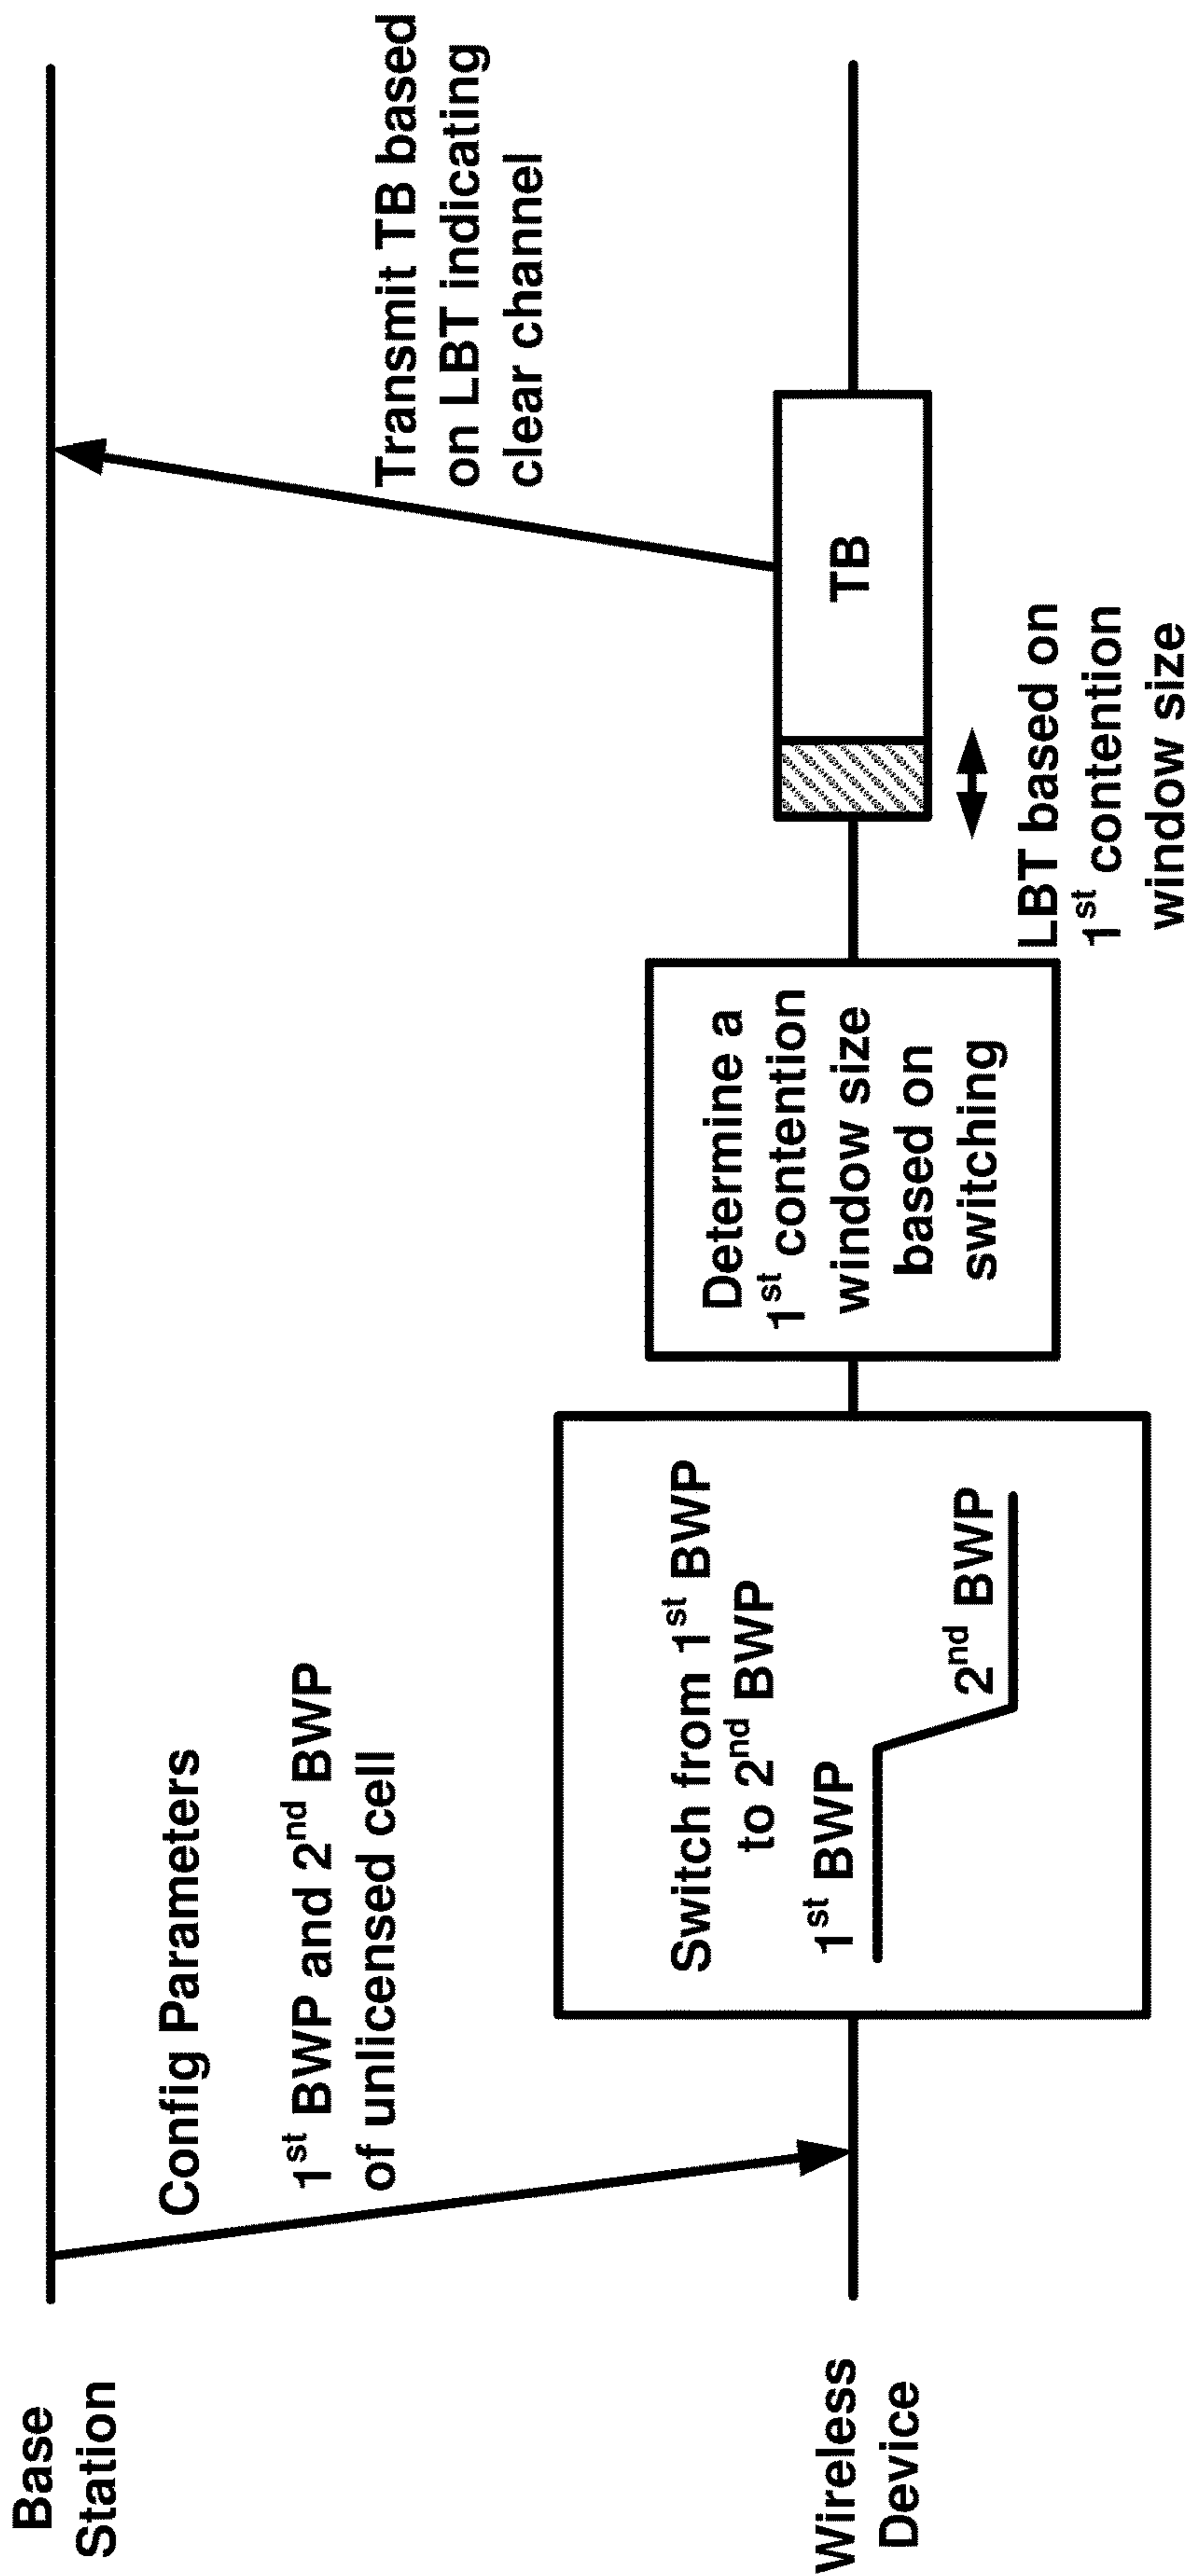 Base
Station
Config Parameters
1st BWP and 2nd BWP
of unlicensed cell
Transmit TB based
on LBT indicating
clear channel
Wireless
Device
Switch from 1st BWP
to 2nd BWP
1st BWP
2nd BWP
Determine a
1st contention
window size
based on
switching
TB
LBT based on
1st contention
window size